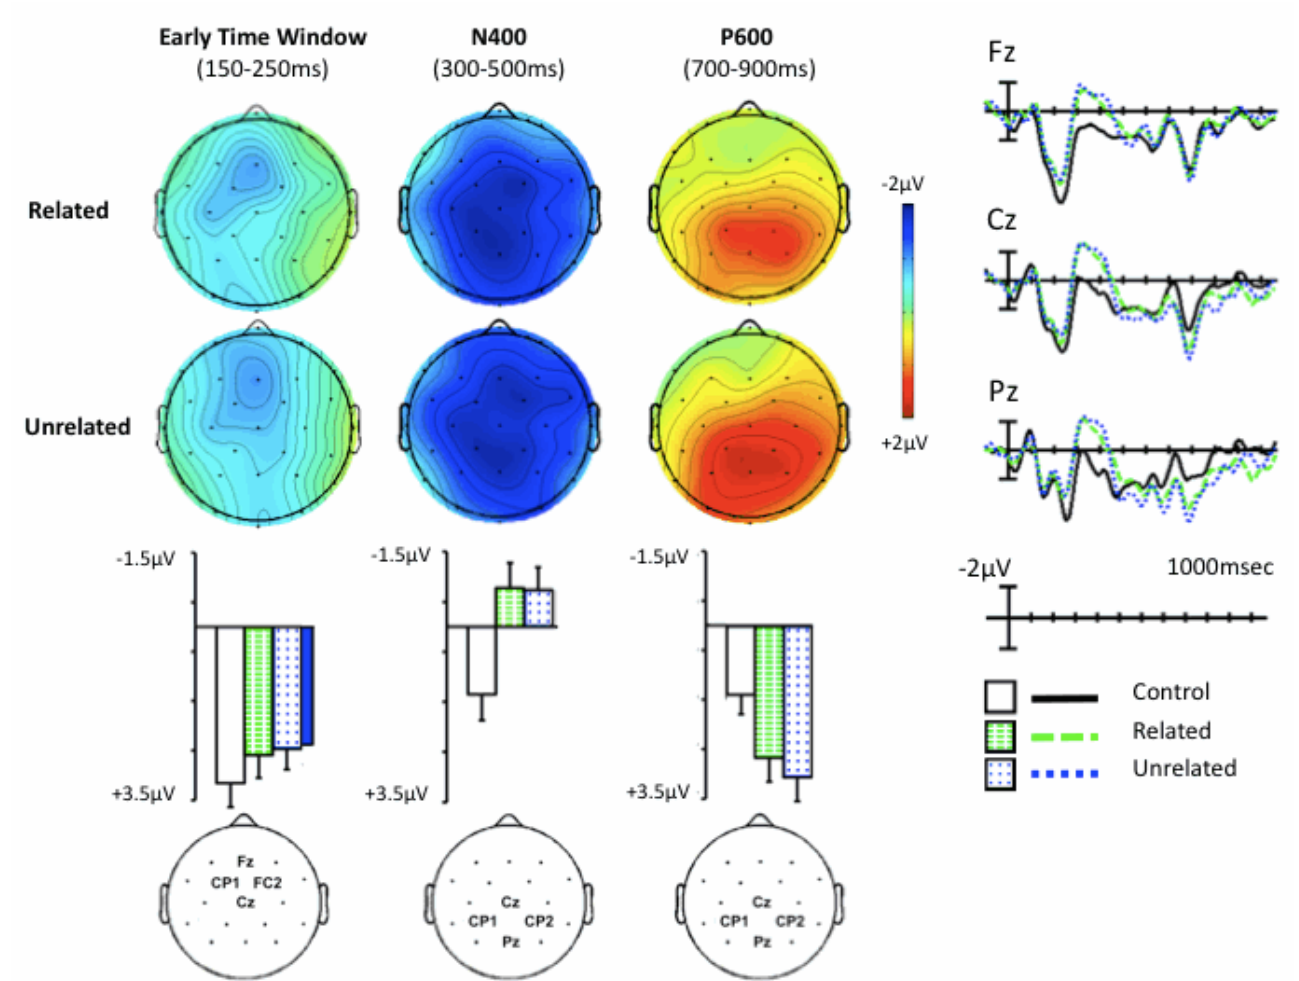 Early Time Window
(150-250ms)
N400
(300-500ms)
P600
(700-900ms)
Related
Unrelated
-2µV
+2µV
-1.5µV
+3.5µV
-1.5µV
+3.5µV
-1.5µV
+3.5µV
Fz
CP1 FC2
Cz
Cz
CP1 CP2
Pz
Cz
CP1 CP2
Pz
Fz
Cz
Pz
-2µV
1000msec
Control
Related
Unrelated